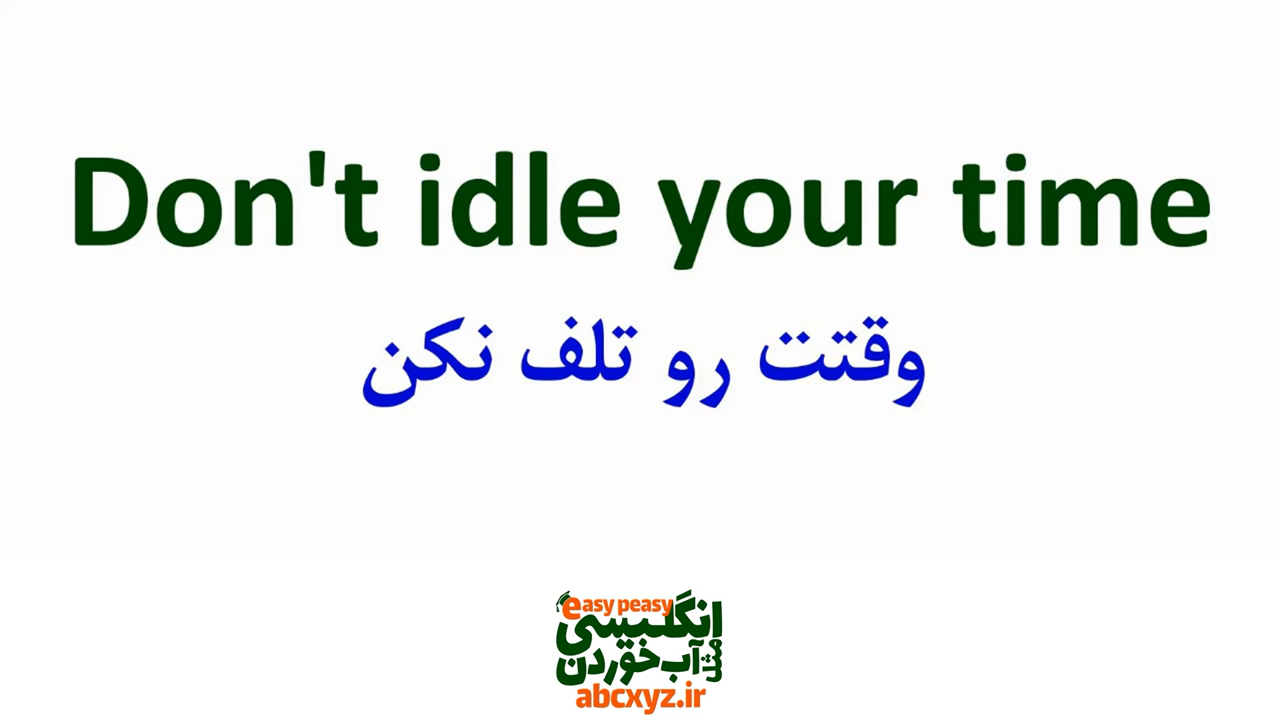 Don't idle your time
وقتت رو تلف نکن
easy peasy
انگلیسی
مثل آب خوردن
abcxyz.ir